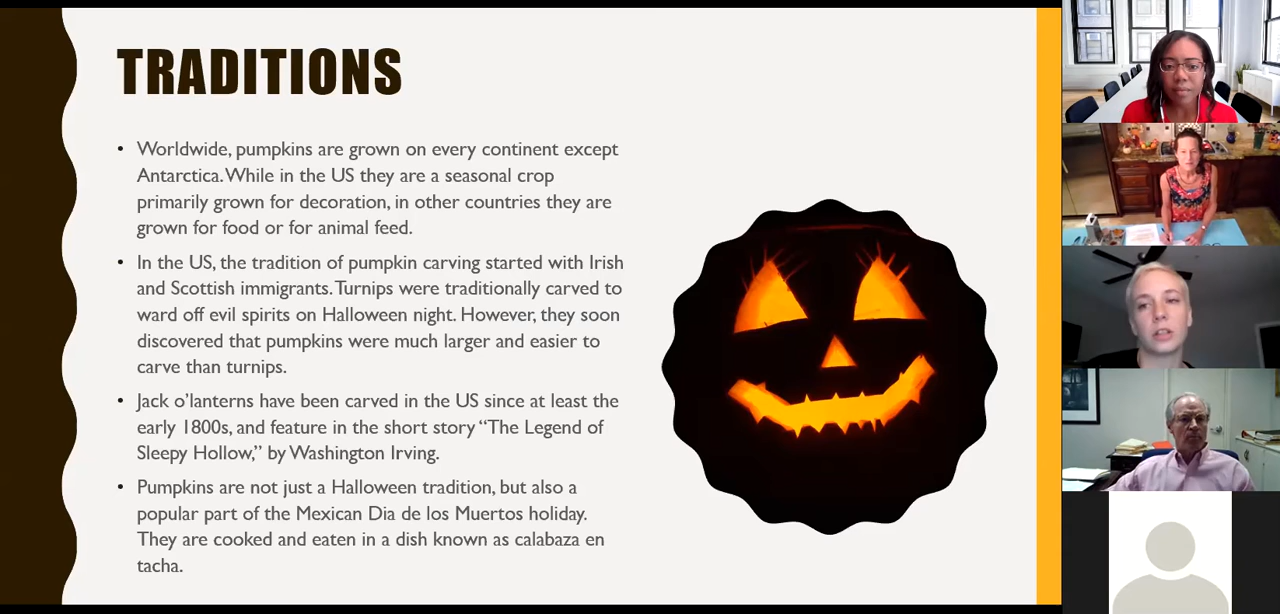 TRADITIONS
• Worldwide, pumpkins are grown on every continent except
Antarctica. While in the US they are a seasonal crop
primarily grown for decoration, in other countries they are
grown for food or for animal feed.
• In the US, the tradition of pumpkin carving started with Irish
and Scottish immigrants. Turnips were traditionally carved to
ward off evil spirits on Halloween night. However, they soon
discovered that pumpkins were much larger and easier to
carve than turnips.
• Jack o'lanterns have been carved in the US since at least the
early 1800s, and feature in the short story “The Legend of
Sleepy Hollow,” by Washington Irving.
• Pumpkins are not just a Halloween tradition, but also a
popular part of the Mexican Dia de los Muertos holiday.
They are cooked and eaten in a dish known as calabaza en
tacha.